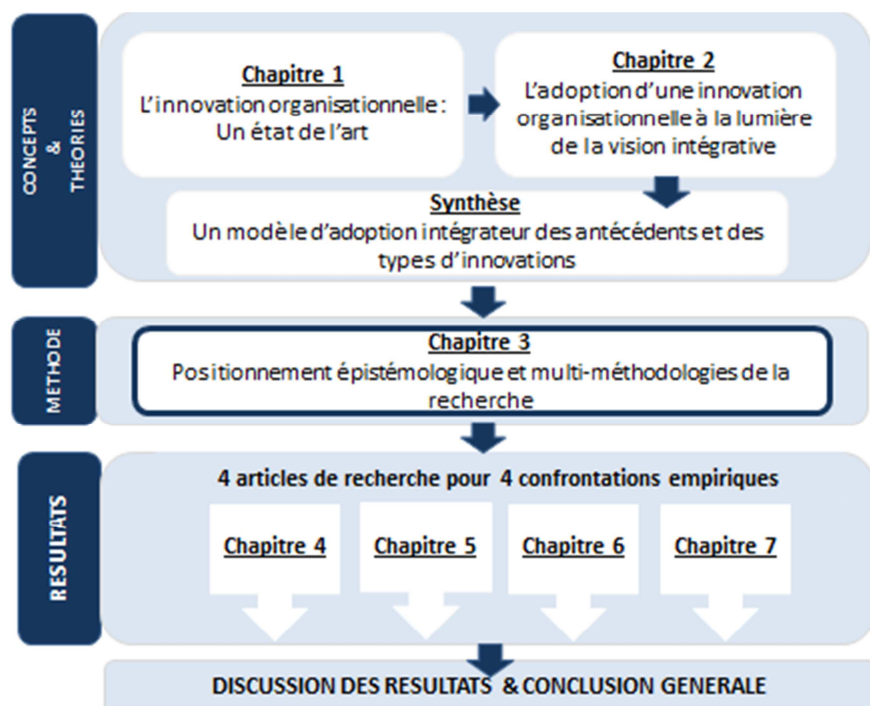 CONCEPTS
&
THEORIES
Chapitre 1
L'innovation organisationnelle :
Un état de l'art
Chapitre 2
L'adoption d'une innovation
organisationnelle à la lumière
de la vision intégrative
Synthèse
Un modèle d'adoption intégrateur des antécédents et des
types d'innovations
METHODE
Chapitre 3
Positionnement épistémologique et multi-méthodologies de la
recherche
RESULTATS
4 articles de recherche pour 4 confrontations empiriques
Chapitre 4
Chapitre 5
Chapitre 6
Chapitre 7
DISCUSSION DES RESULTATS & CONCLUSION GENERALE